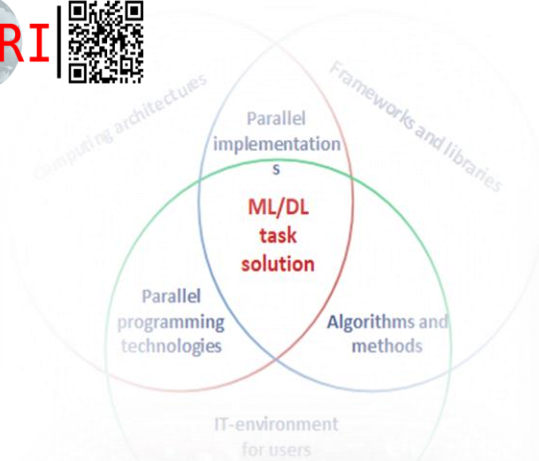 RI
Computing architectures
Frameworks and libraries
Parallel
implementation
s
ML/DL
task
solution
Parallel
programming
technologies
Algorithms and
methods
IT-environment
for users